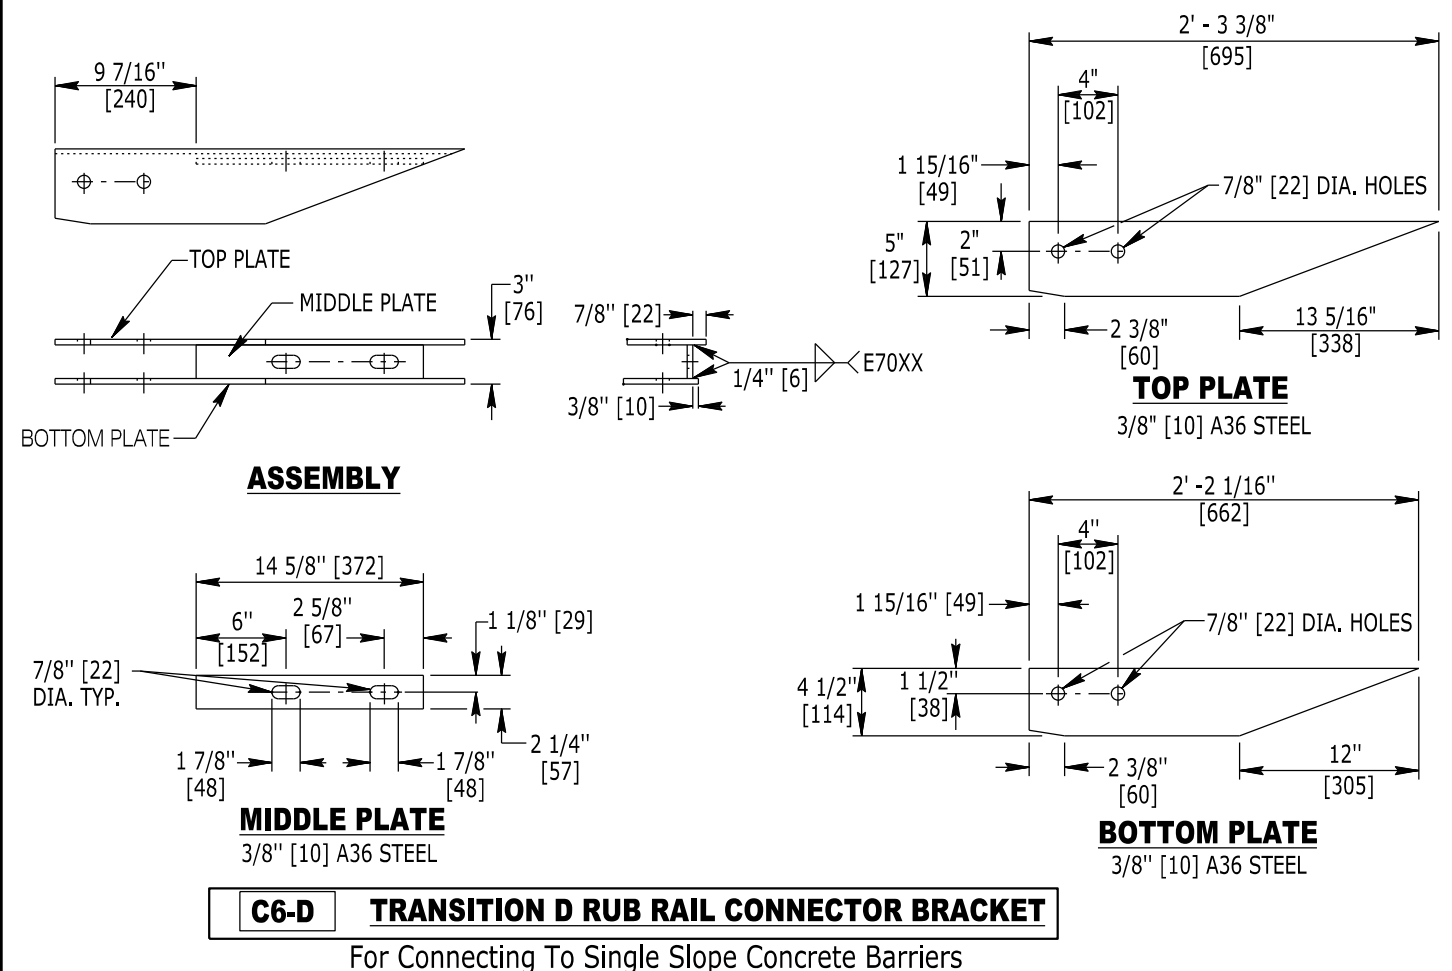 9 7/16"
[240]
TOP PLATE
MIDDLE PLATE
3"
[76]
BOTTOM PLATE
ASSEMBLY
7/8" [22]
1/4" [6]
E70XX
3/8" [10]
2' - 3 3/8"
[695]
4"
[102]
1 15/16"
[49]
7/8" [22] DIA. HOLES
5"
[127]
2"
[51]
2 3/8"
[60]
13 5/16"
[338]
TOP PLATE
3/8" [10] A36 STEEL
14 5/8" [372]
6"
[152]
2 5/8"
[67]
1 1/8" [29]
7/8" [22]
DIA. TYP.
1 7/8"
[48]
1 7/8"
[48]
2 1/4"
[57]
MIDDLE PLATE
3/8" [10] A36 STEEL
2' -2 1/16"
[662]
4"
[102]
1 15/16" [49]
7/8" [22] DIA. HOLES
4 1/2"
[114]
1 1/2"
[38]
2 3/8"
[60]
12"
[305]
BOTTOM PLATE
3/8" [10] A36 STEEL
C6-D TRANSITION D RUB RAIL CONNECTOR BRACKET
For Connecting To Single Slope Concrete Barriers